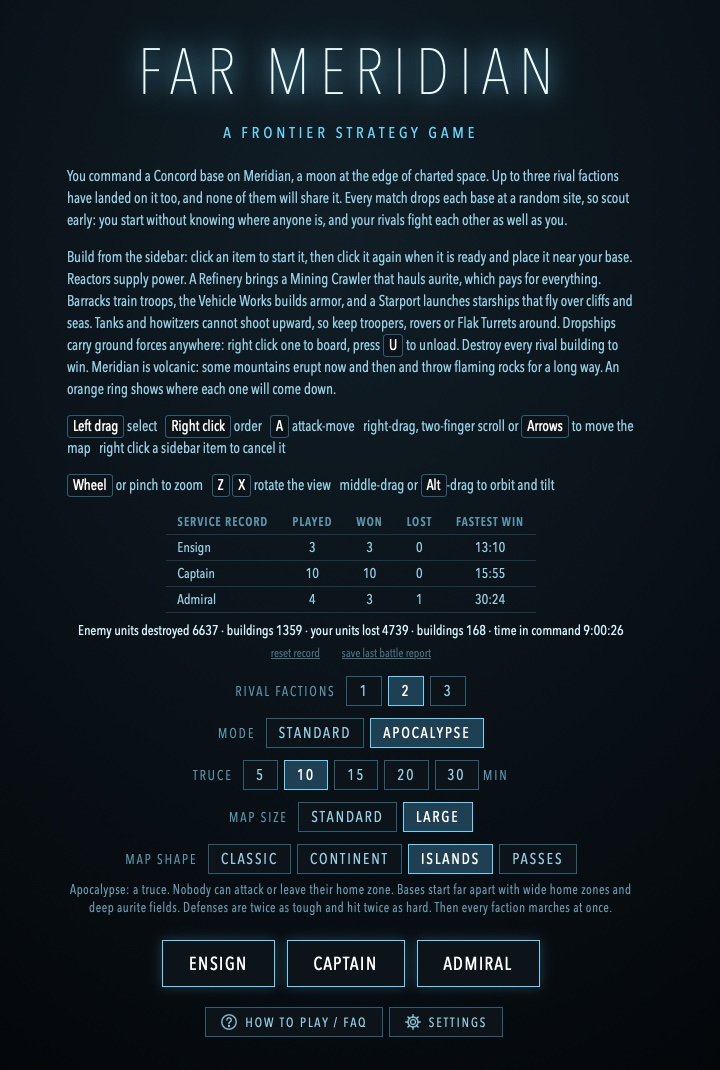 FAR MERIDIAN
A FRONTIER STRATEGY GAME
You command a Concord base on Meridian, a moon at the edge of charted space. Up to three rival factions
have landed on it too, and none of them will share it. Every match drops each base at a random site, so scout
early: you start without knowing where anyone is, and your rivals fight each other as well as you.
Build from the sidebar: click an item to start it, then click it again when it is ready and place it near your base.
Reactors supply power. A Refinery brings a Mining Crawler that hauls aurite, which pays for everything.
Barracks train troops, the Vehicle Works builds armor, and a Starport launches starships that fly over cliffs and
seas. Tanks and howitzers cannot shoot upward, so keep troopers, rovers or Flak Turrets around. Dropships
carry ground forces anywhere: right click one to board, press U to unload. Destroy every rival building to
win. Meridian is volcanic: some mountains erupt now and then and throw flaming rocks for a long way. An
orange ring shows where each one will come down.
Left drag select Right click order A attack-move right-drag, two-finger scroll or Arrows to move the
map right click a sidebar item to cancel it
Wheel or pinch to zoom Z X rotate the view middle-drag or Alt-drag to orbit and tilt
SERVICE RECORD PLAYED WON LOST FASTEST WIN
Ensign 3 3 0 13:10
Captain 10 10 0 15:55
Admiral 4 3 1 30:24
Enemy units destroyed 6637 · buildings 1359 · your units lost 4739 · buildings 168 · time in command 9:00:26
reset record save last battle report
RIVAL FACTIONS 1 2 3
MODE STANDARD APOCALYPSE
TRUCE 5 10 15 20 30 MIN
MAP SIZE STANDARD LARGE
MAP SHAPE CLASSIC CONTINENT ISLANDS PASSES
Apocalypse: a truce. Nobody can attack or leave their home zone. Bases start far apart with wide home zones and
deep aurite fields. Defenses are twice as tough and hit twice as hard. Then every faction marches at once.
ENSIGN CAPTAIN ADMIRAL
? HOW TO PLAY / FAQ SETTINGS